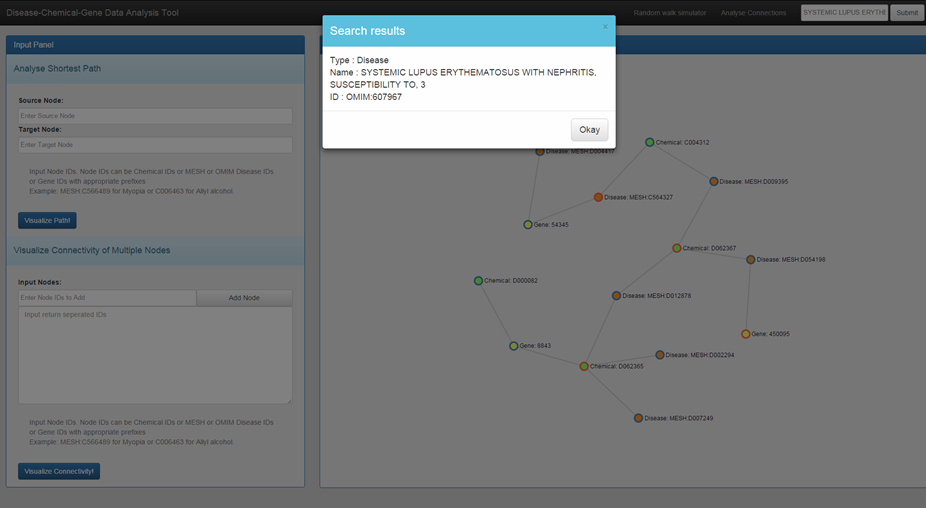 Disease-Chemical-Gene Data Analysis Tool
Random walk simulator
Analyse Connections
SYSTEMIC LUPUS ERYTHE
Submit
Search results
×
Type : Disease
Name : SYSTEMIC LUPUS ERYTHEMATOSUS WITH NEPHRITIS,
SUSCEPTIBILITY TO, 3
ID : OMIM:607967
Okay
Input Panel
Analyse Shortest Path
Source Node:
Enter Source Node
Target Node:
Enter Target Node
Input Node IDs. Node IDs can be Chemical IDs or MESH or OMIM Disease IDs
or Gene IDs with appropriate prefixes
Example: MESH:C566489 for Myopia or C006463 for Allyl alcohol.
Visualize Path!
Visualize Connectivity of Multiple Nodes
Input Nodes:
Enter Node IDs to Add
Add Node
Input return seperated IDs
Input Node IDs. Node IDs can be Chemical IDs or MESH or OMIM Disease IDs
or Gene IDs with appropriate prefixes
Example: MESH:C566489 for Myopia or C006463 for Allyl alcohol.
Visualize Connectivity!
Chemical: C004312
Disease: MESH:D009395
Disease: MESH:C564327
Gene: 54345
Chemical: D062367
Disease: MESH:D054198
Chemical: D000082
Disease: MESH:D012878
Gene: 450095
Gene: 8843
Disease: MESH:D002294
Chemical: D062365
Disease: MESH:D007249